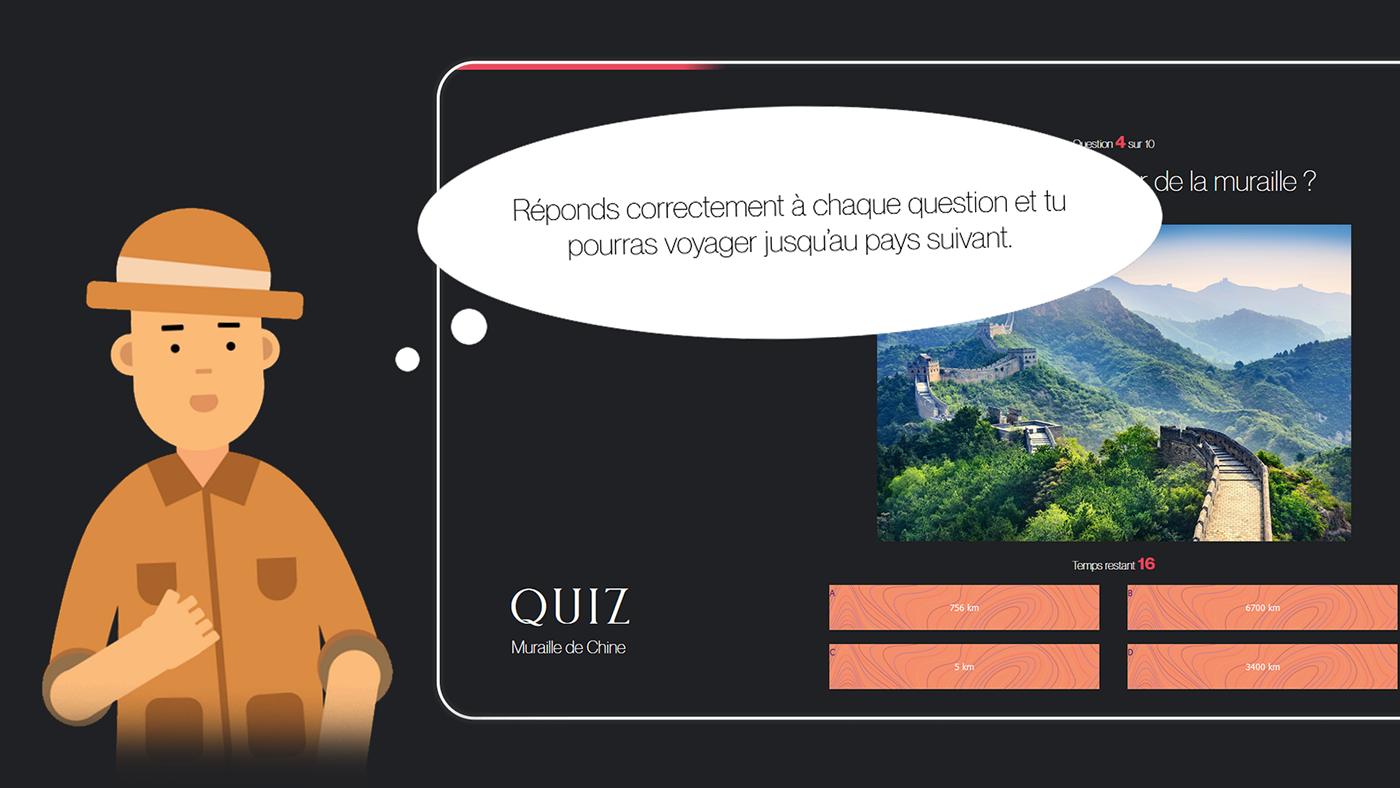 Question 4 sur 10
de la muraille ?
Réponds correctement à chaque question et tu
pourras voyager jusqu'au pays suivant.
Temps restant 16
A
756 km
B
6700 km
C
5 km
D
3400 km
QUIZ
Muraille de Chine